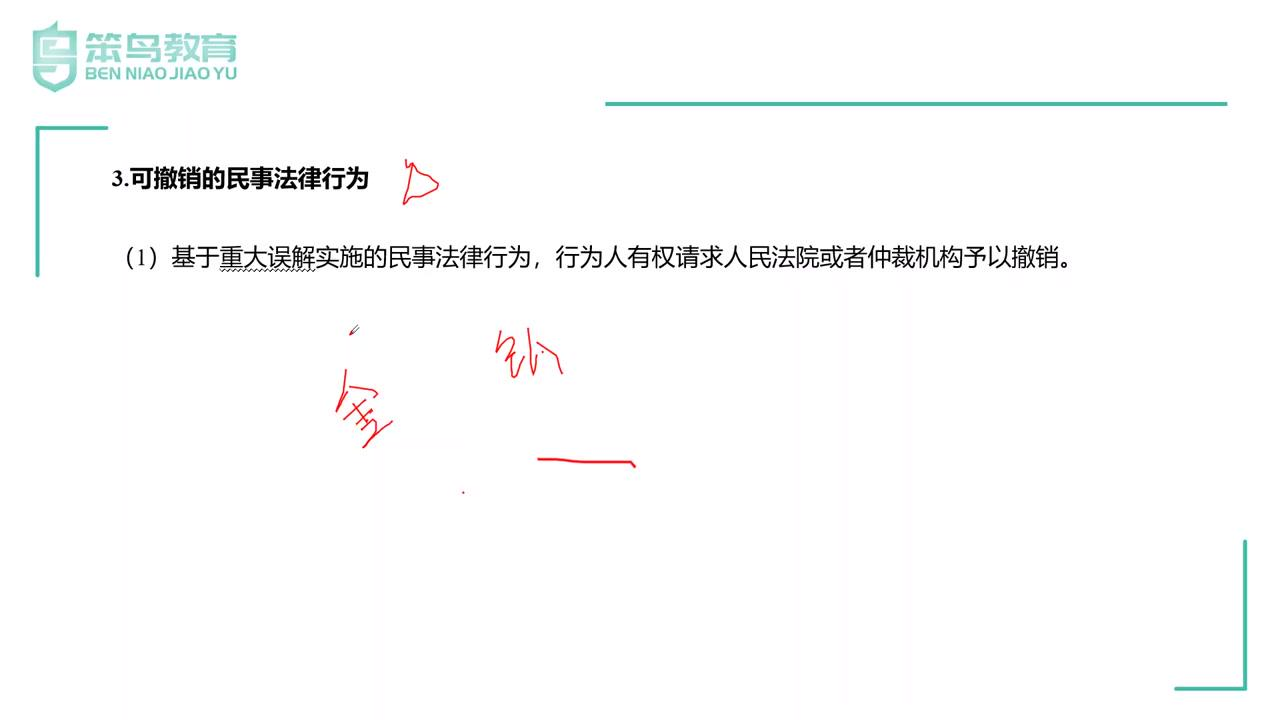 笨鸟教育
BEN NIAO JIAO YU
3.可撤销的民事法律行为
（1）基于重大误解实施的民事法律行为，行为人有权请求人民法院或者仲裁机构予以撤销。
金